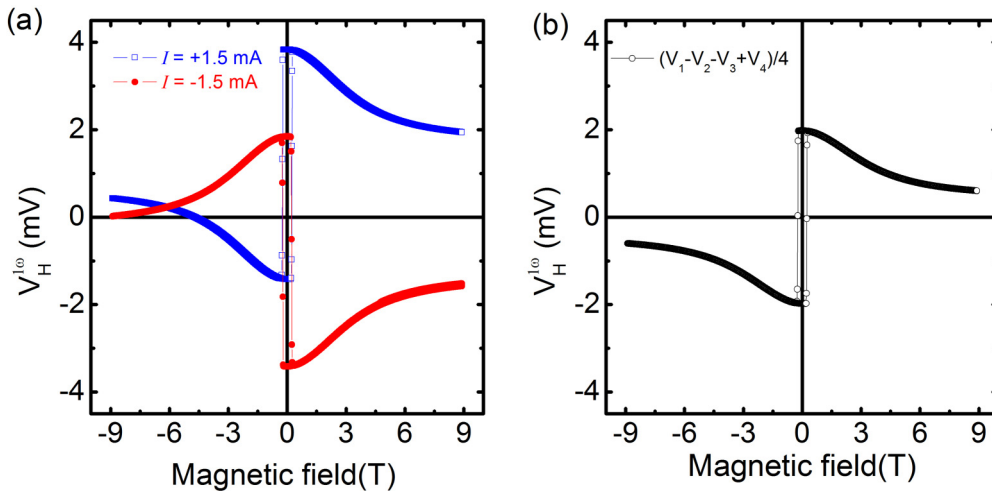 (a)
I = +1.5 mA
I = -1.5 mA
V_H^{1ω} (mV)
4
2
0
-2
-4
-9 -6 -3 0 3 6 9
Magnetic field(T)
(b)
(V₁-V₂-V₃+V₄)/4
V_H^{1ω} (mV)
4
2
0
-2
-4
-9 -6 -3 0 3 6 9
Magnetic field(T)